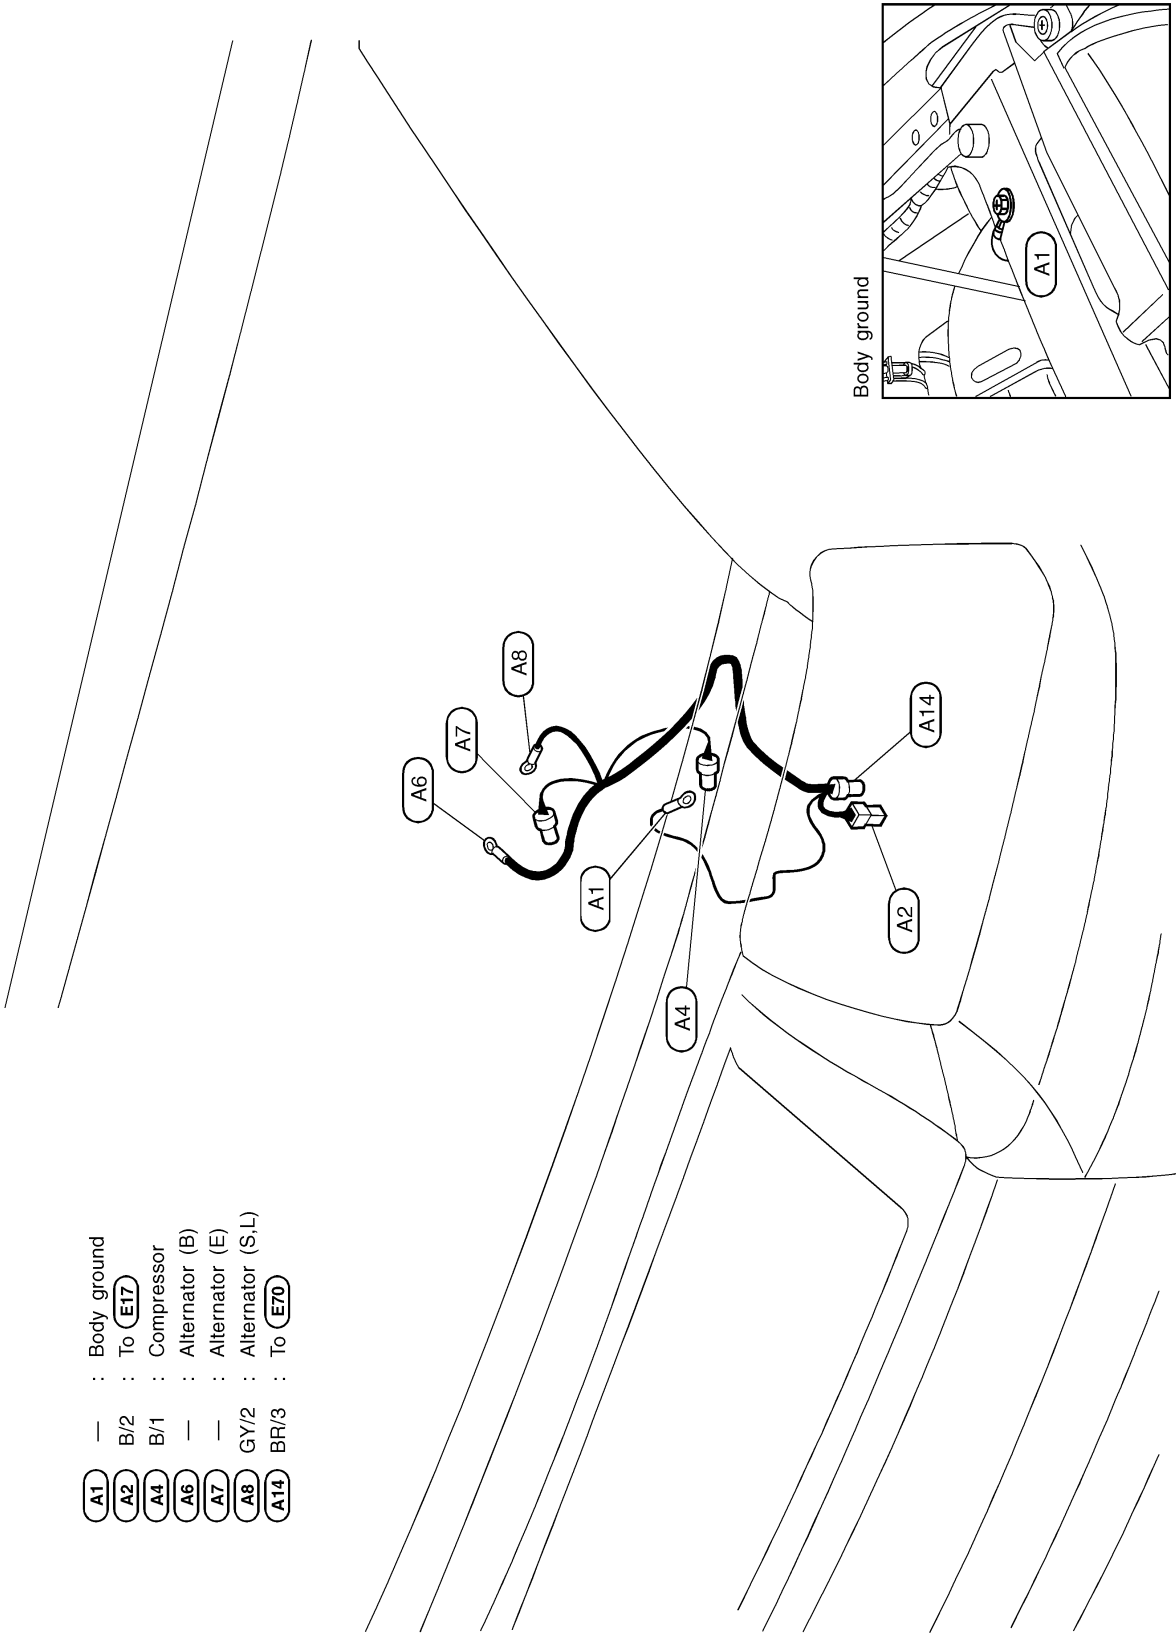 A1 — : Body ground
A2 B/2 : To E17
A4 B/1 : Compressor
A6 — : Alternator (B)
A7 — : Alternator (E)
A8 GY/2 : Alternator (S,L)
A14 BR/3 : To E70
A6
A7
A8
A1
A4
A2
A14
Body ground
A1